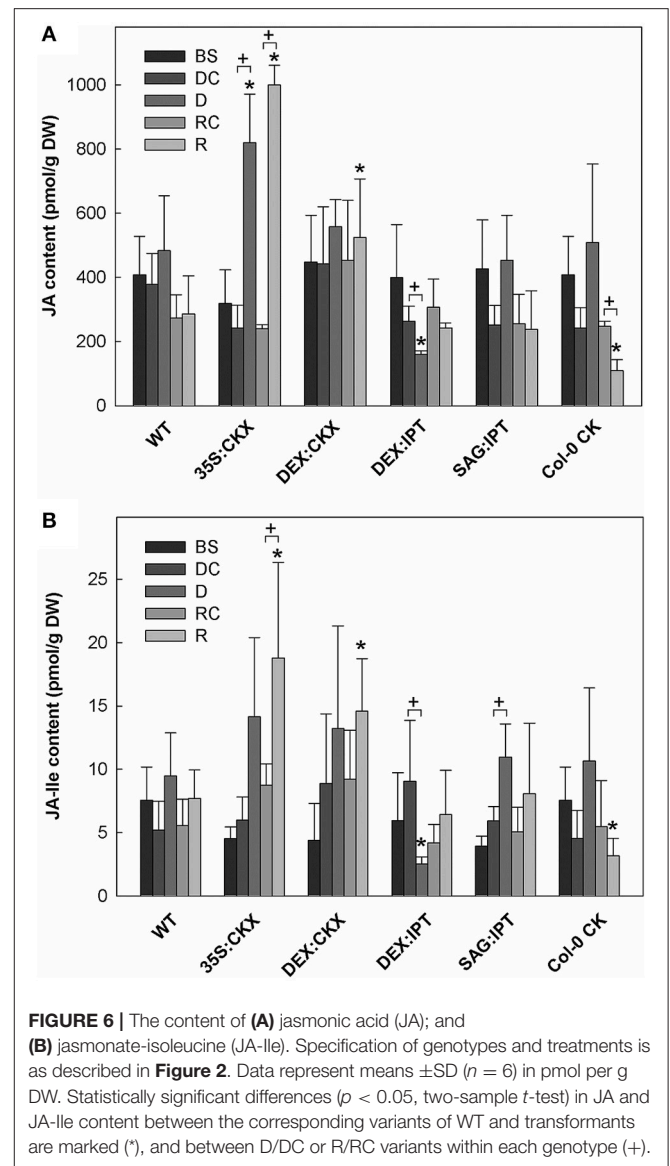 A
BS
DC
D
RC
R
+
*
+
*
*
+
*
+
*
JA content (pmol/g DW)
1000
800
600
400
200
0
WT
35S:CKX
DEX:CKX
DEX:IPT
SAG:IPT
Col-0 CK
B
BS
DC
D
RC
R
+
*
*
+
*
+
*
JA-Ile content (pmol/g DW)
25
20
15
10
5
0
WT
35S:CKX
DEX:CKX
DEX:IPT
SAG:IPT
Col-0 CK
FIGURE 6 | The content of (A) jasmonic acid (JA); and
(B) jasmonate-isoleucine (JA-Ile). Specification of genotypes and treatments is
as described in Figure 2. Data represent means ±SD (n = 6) in pmol per g
DW. Statistically significant differences (p < 0.05, two-sample t-test) in JA and
JA-Ile content between the corresponding variants of WT and transformants
are marked (*), and between D/DC or R/RC variants within each genotype (+).